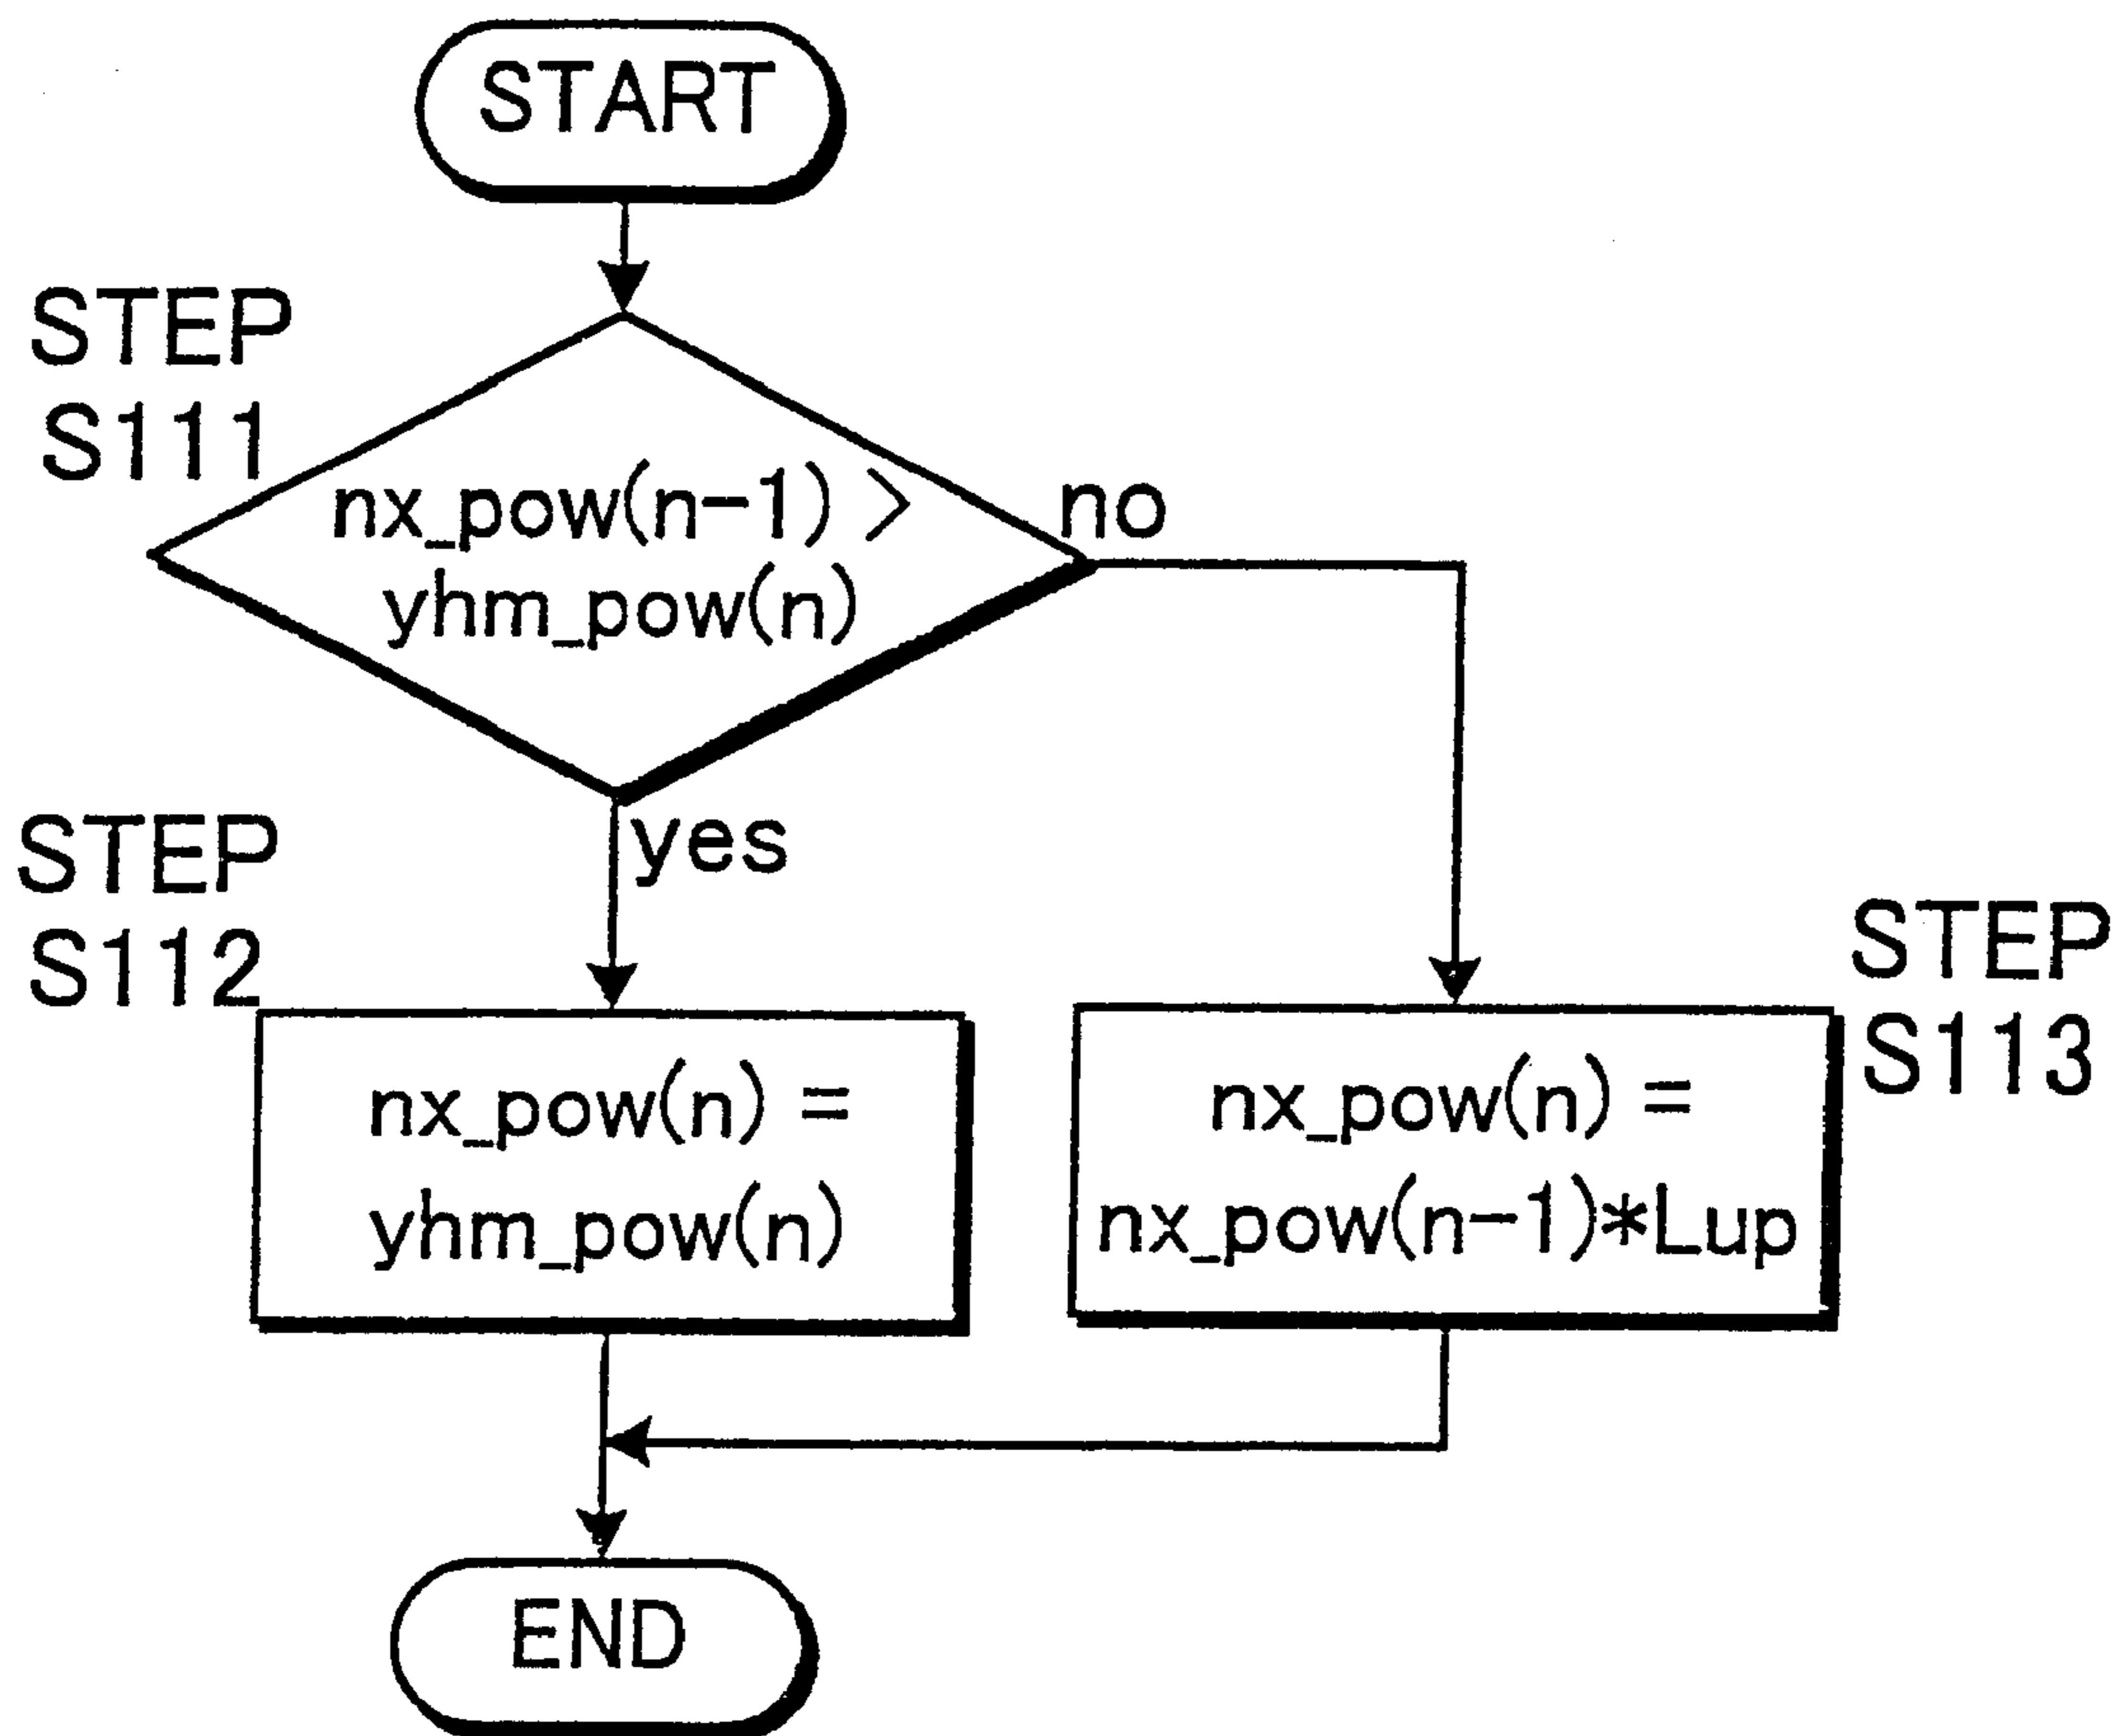 START
STEP
S111
nx_pow(n-1) >
yhm_pow(n)
no
yes
STEP
S112
nx_pow(n) =
yhm_pow(n)
STEP
S113
nx_pow(n) =
nx_pow(n-1)*Lup
END